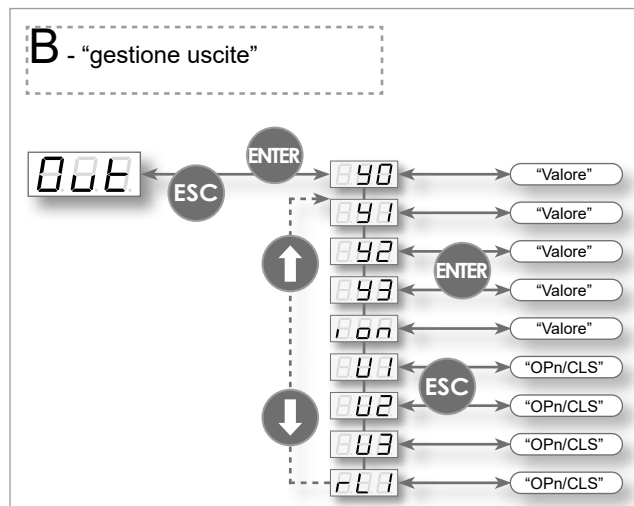 B - “gestione uscite”
Out
ENTER
ESC
Y0
“Valore”
Y1
“Valore”
Y2
“Valore”
ENTER
Y3
“Valore”
ion
“Valore”
U1
“OPn/CLS”
ESC
U2
“OPn/CLS”
U3
“OPn/CLS”
rL1
“OPn/CLS”